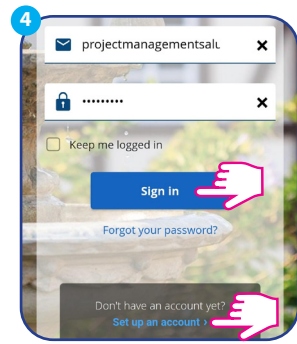 4
projectmanagementsalu
•••••••••
Keep me logged in
Sign in
Forgot your password?
Don't have an account yet?
Set up an account ›